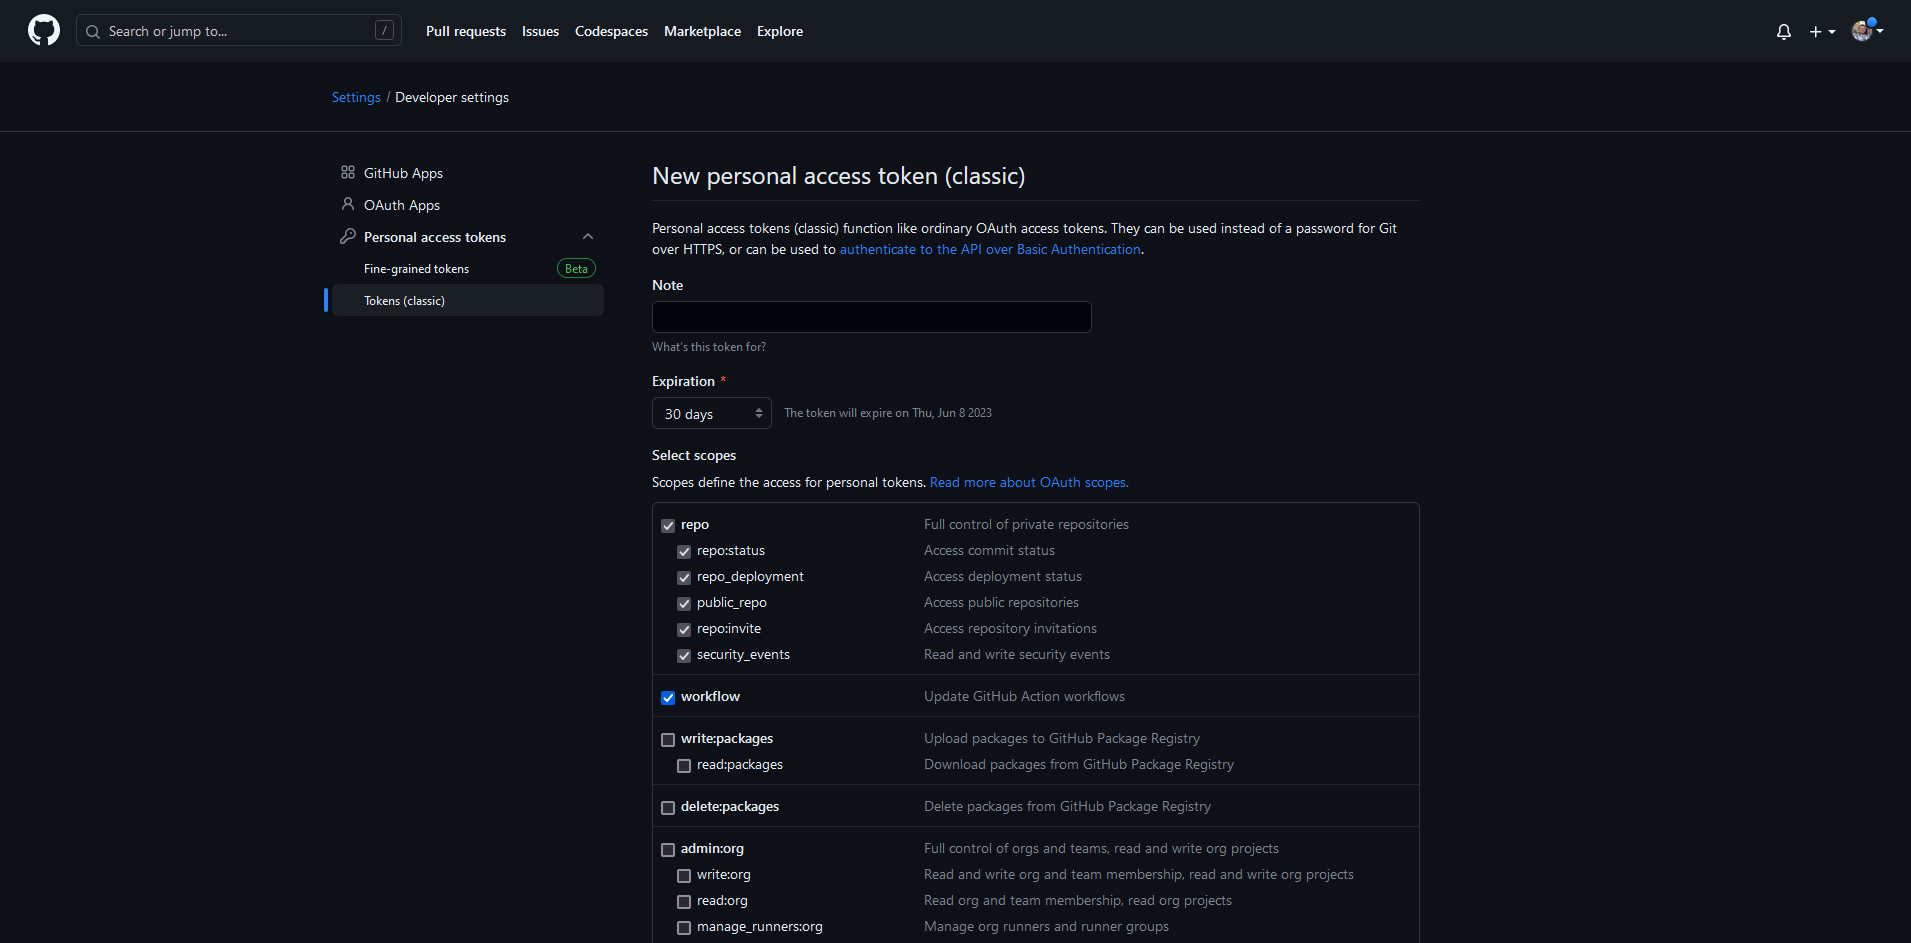 Search or jump to... /
Pull requests Issues Codespaces Marketplace Explore
Settings / Developer settings
GitHub Apps
OAuth Apps
Personal access tokens
Fine-grained tokens Beta
Tokens (classic)
New personal access token (classic)
Personal access tokens (classic) function like ordinary OAuth access tokens. They can be used instead of a password for Git
over HTTPS, or can be used to authenticate to the API over Basic Authentication.
Note
What's this token for?
Expiration *
30 days The token will expire on Thu, Jun 8 2023
Select scopes
Scopes define the access for personal tokens. Read more about OAuth scopes.
repo Full control of private repositories
repo:status Access commit status
repo_deployment Access deployment status
public_repo Access public repositories
repo:invite Access repository invitations
security_events Read and write security events
workflow Update GitHub Action workflows
write:packages Upload packages to GitHub Package Registry
read:packages Download packages from GitHub Package Registry
delete:packages Delete packages from GitHub Package Registry
admin:org Full control of orgs and teams, read and write org projects
write:org Read and write org and team membership, read and write org projects
read:org Read org and team membership, read org projects
manage_runners:org Manage org runners and runner groups